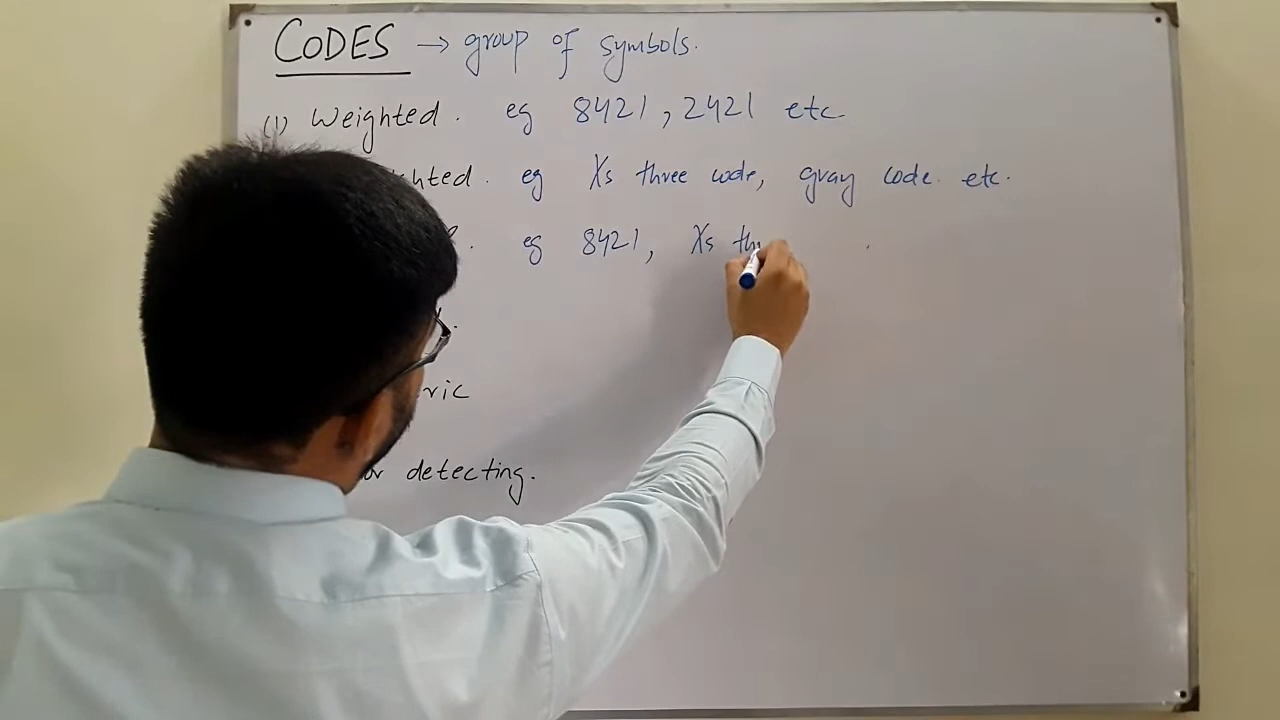 CODES → group of symbols.
(1) Weighted. eg 8421, 2421 etc
ghted. eg Xs three code, gray code. etc.
eg 8421, Xs th
ric
or detecting.